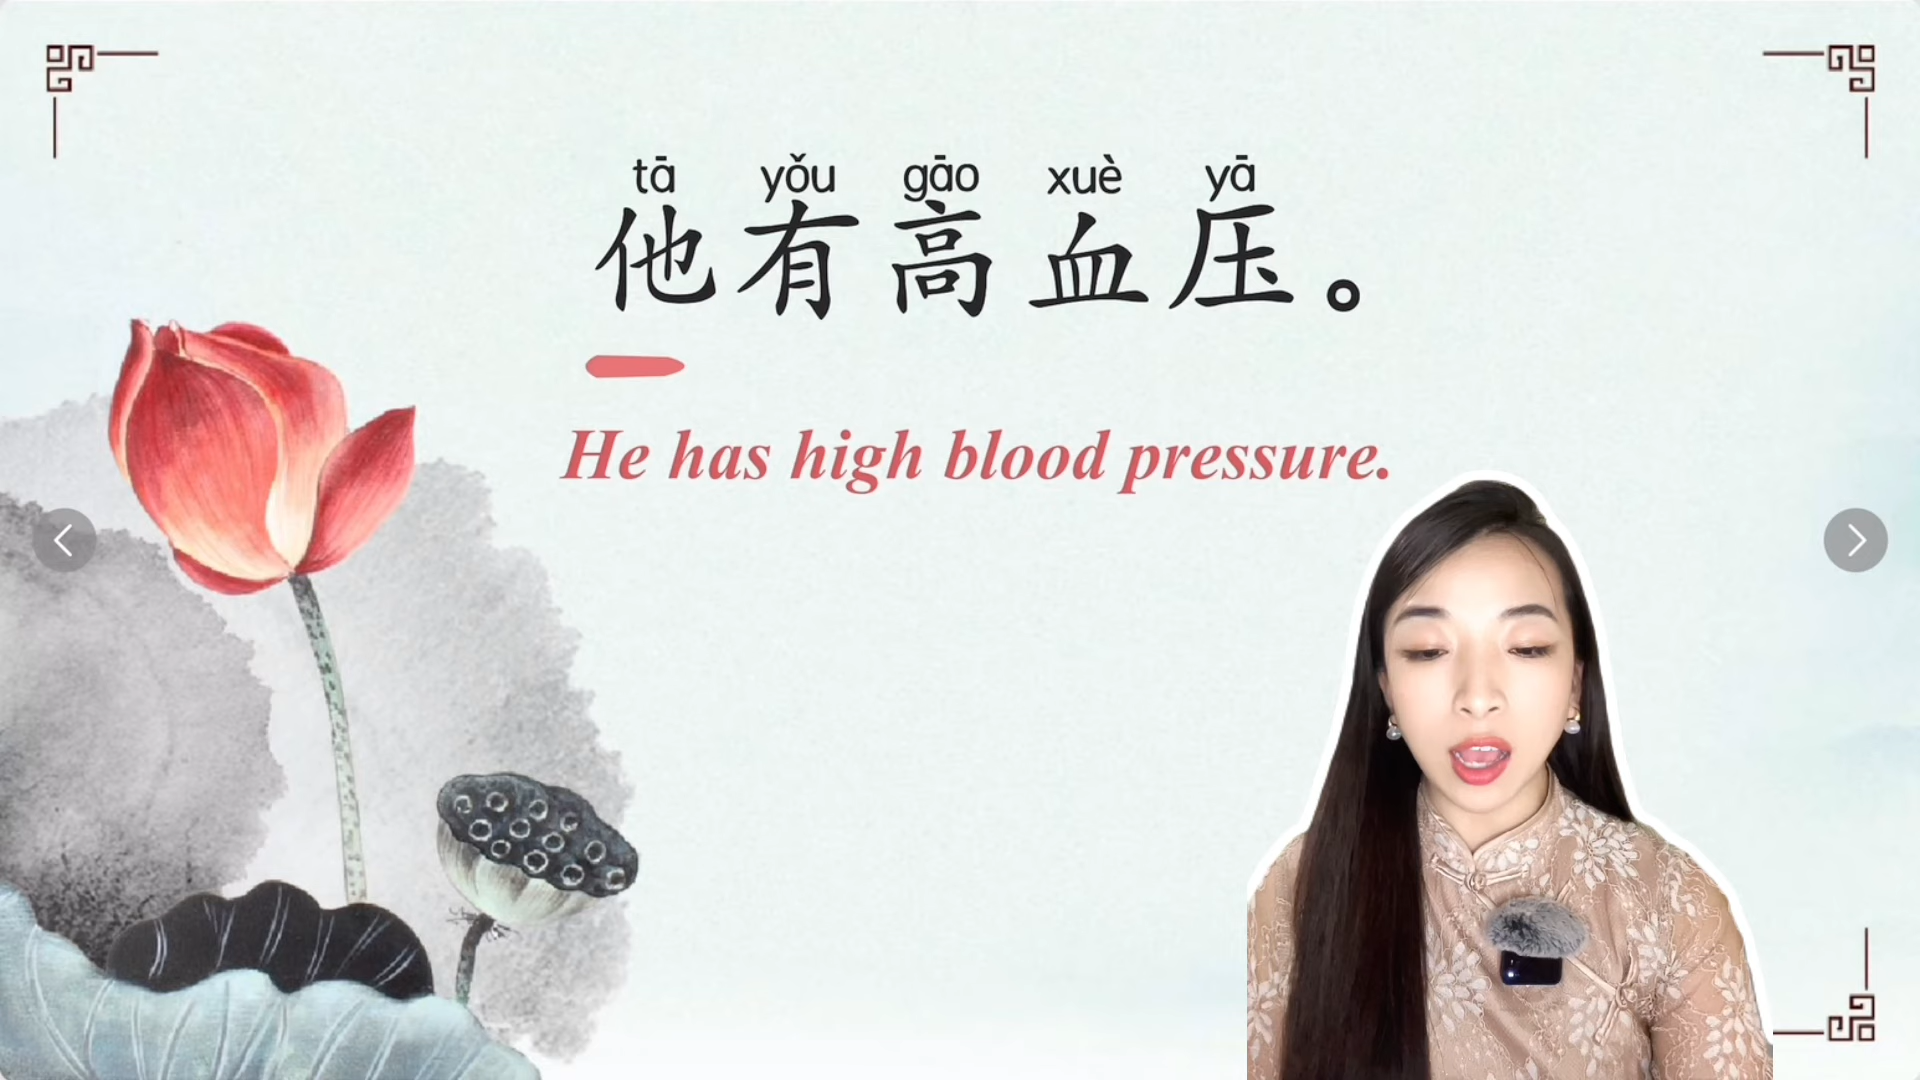 tā yǒu gāo xuè yā
他有高血压。
He has high blood pressure.